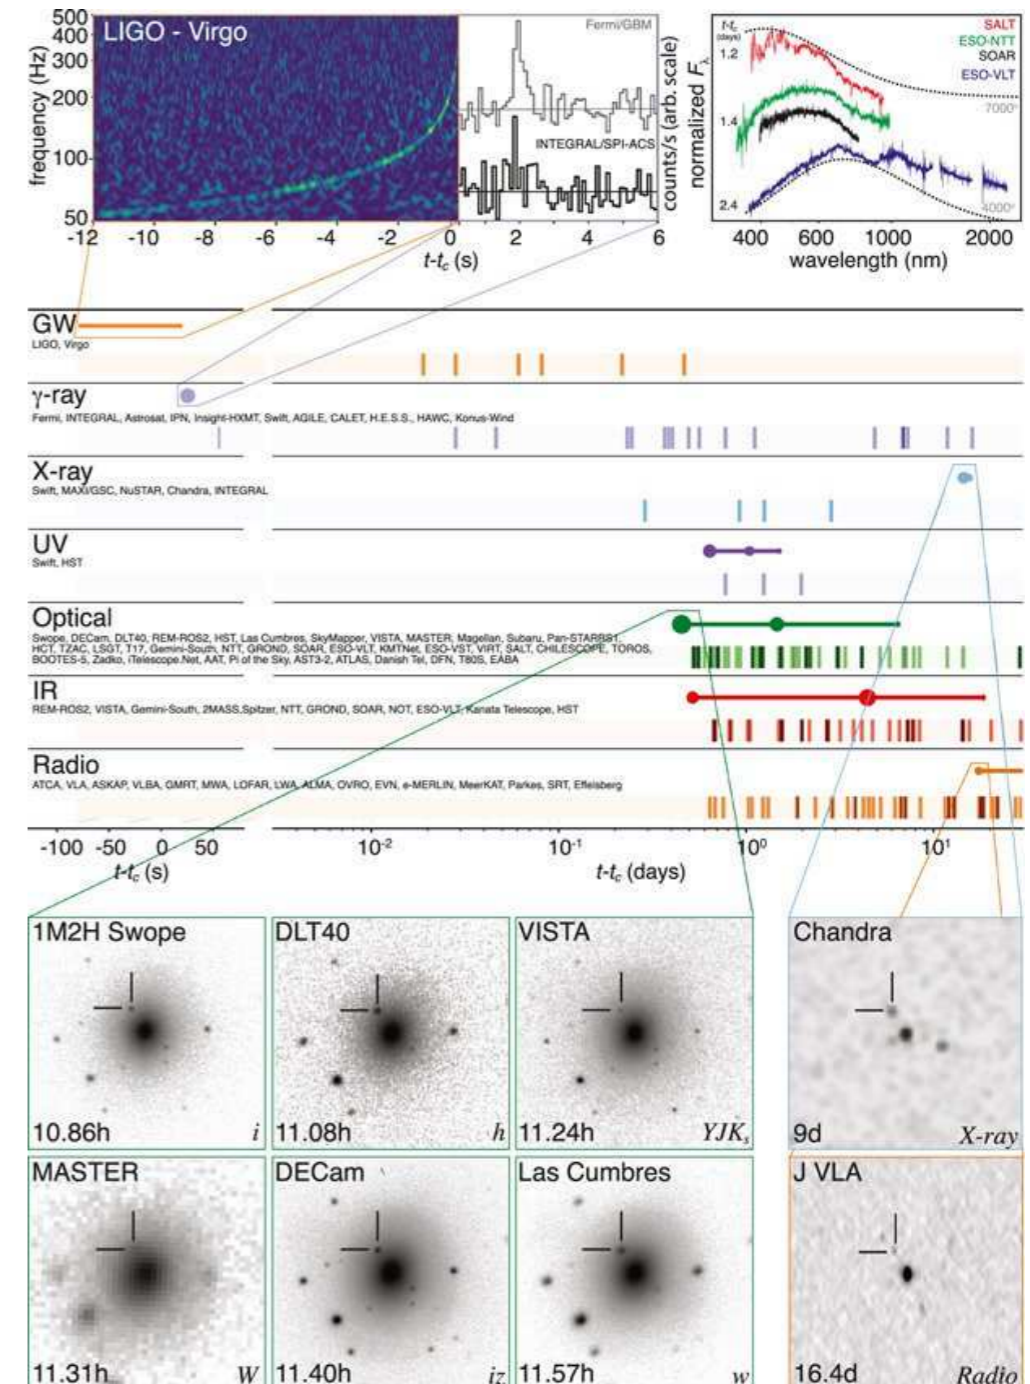 LIGO - Virgo
frequency (Hz)
500
400
300
200
100
50
-12 -10 -8 -6 -4 -2 0 2 4 6
t-tc (s)
Fermi/GBM
INTEGRAL/SPI-ACS
counts/s (arb. scale)
normalized Fλ
t-tc
(days)
1.2
1.4
2.4
SALT
ESO-NTT
SOAR
ESO-VLT
7000°
4000°
400 600 1000 2000
wavelength (nm)
GW
LIGO, Virgo
γ-ray
Fermi, INTEGRAL, Astrosat, IPN, Insight-HXMT, Swift, AGILE, CALET, H.E.S.S., HAWC, Konus-Wind
X-ray
Swift, MAXI/GSC, NuSTAR, Chandra, INTEGRAL
UV
Swift, HST
Optical
Swope, DECam, DLT40, REM-ROS2, HST, Las Cumbres, SkyMapper, VISTA, MASTER, Magellan, Subaru, Pan-STARRS1,
HCT, TZAC, LSGT, T17, Gemini-South, NTT, GROND, SOAR, ESO-VLT, KMTNet, ESO-VST, VIRT, SALT, CHILESCOPE, TOROS,
BOOTES-5, Zadko, iTelescope.Net, AAT, Pi of the Sky, AST3-2, ATLAS, Danish Tel, DFN, T80S, EABA
IR
REM-ROS2, VISTA, Gemini-South, 2MASS,Spitzer, NTT, GROND, SOAR, NOT, ESO-VLT, Kanata Telescope, HST
Radio
ATCA, VLA, ASKAP, VLBA, GMRT, MWA, LOFAR, LWA, ALMA, OVRO, EVN, e-MERLIN, MeerKAT, Parkes, SRT, Effelsberg
-100 -50 0 50 10⁻² 10⁻¹ 10⁰ 10¹
t-tc (s) t-tc (days)
1M2H Swope
10.86h i
DLT40
11.08h h
VISTA
11.24h YJKs
Chandra
9d X-ray
MASTER
11.31h W
DECam
11.40h iz
Las Cumbres
11.57h w
J VLA
16.4d Radio